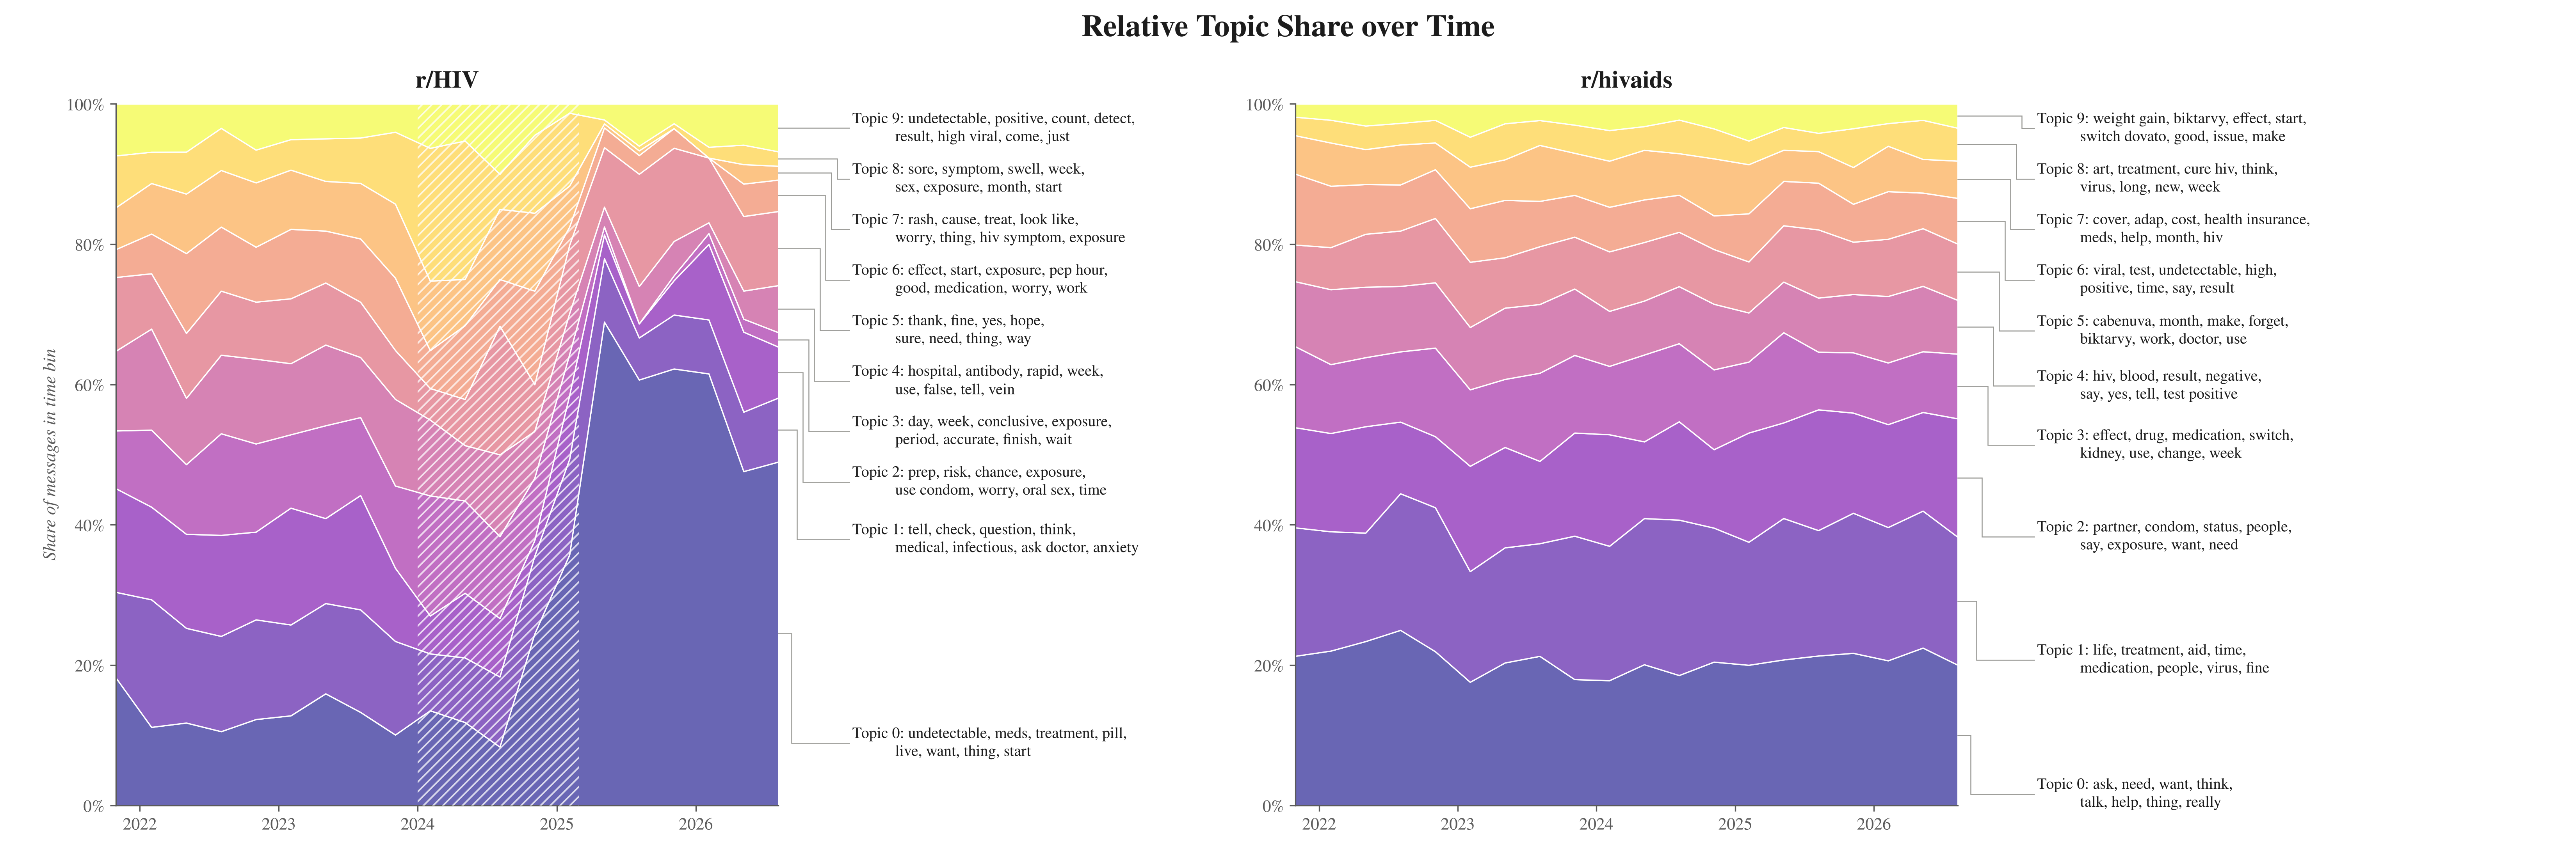 Relative Topic Share over Time
r/HIV
Share of messages in time bin
100%
80%
60%
40%
20%
0%
2022
2023
2024
2025
2026
Topic 9: undetectable, positive, count, detect,
result, high viral, come, just
Topic 8: sore, symptom, swell, week,
sex, exposure, month, start
Topic 7: rash, cause, treat, look like,
worry, thing, hiv symptom, exposure
Topic 6: effect, start, exposure, pep hour,
good, medication, worry, work
Topic 5: thank, fine, yes, hope,
sure, need, thing, way
Topic 4: hospital, antibody, rapid, week,
use, false, tell, vein
Topic 3: day, week, conclusive, exposure,
period, accurate, finish, wait
Topic 2: prep, risk, chance, exposure,
use condom, worry, oral sex, time
Topic 1: tell, check, question, think,
medical, infectious, ask doctor, anxiety
Topic 0: undetectable, meds, treatment, pill,
live, want, thing, start
r/hivaids
100%
80%
60%
40%
20%
0%
2022
2023
2024
2025
2026
Topic 9: weight gain, biktarvy, effect, start,
switch dovato, good, issue, make
Topic 8: art, treatment, cure hiv, think,
virus, long, new, week
Topic 7: cover, adap, cost, health insurance,
meds, help, month, hiv
Topic 6: viral, test, undetectable, high,
positive, time, say, result
Topic 5: cabenuva, month, make, forget,
biktarvy, work, doctor, use
Topic 4: hiv, blood, result, negative,
say, yes, tell, test positive
Topic 3: effect, drug, medication, switch,
kidney, use, change, week
Topic 2: partner, condom, status, people,
say, exposure, want, need
Topic 1: life, treatment, aid, time,
medication, people, virus, fine
Topic 0: ask, need, want, think,
talk, help, thing, really